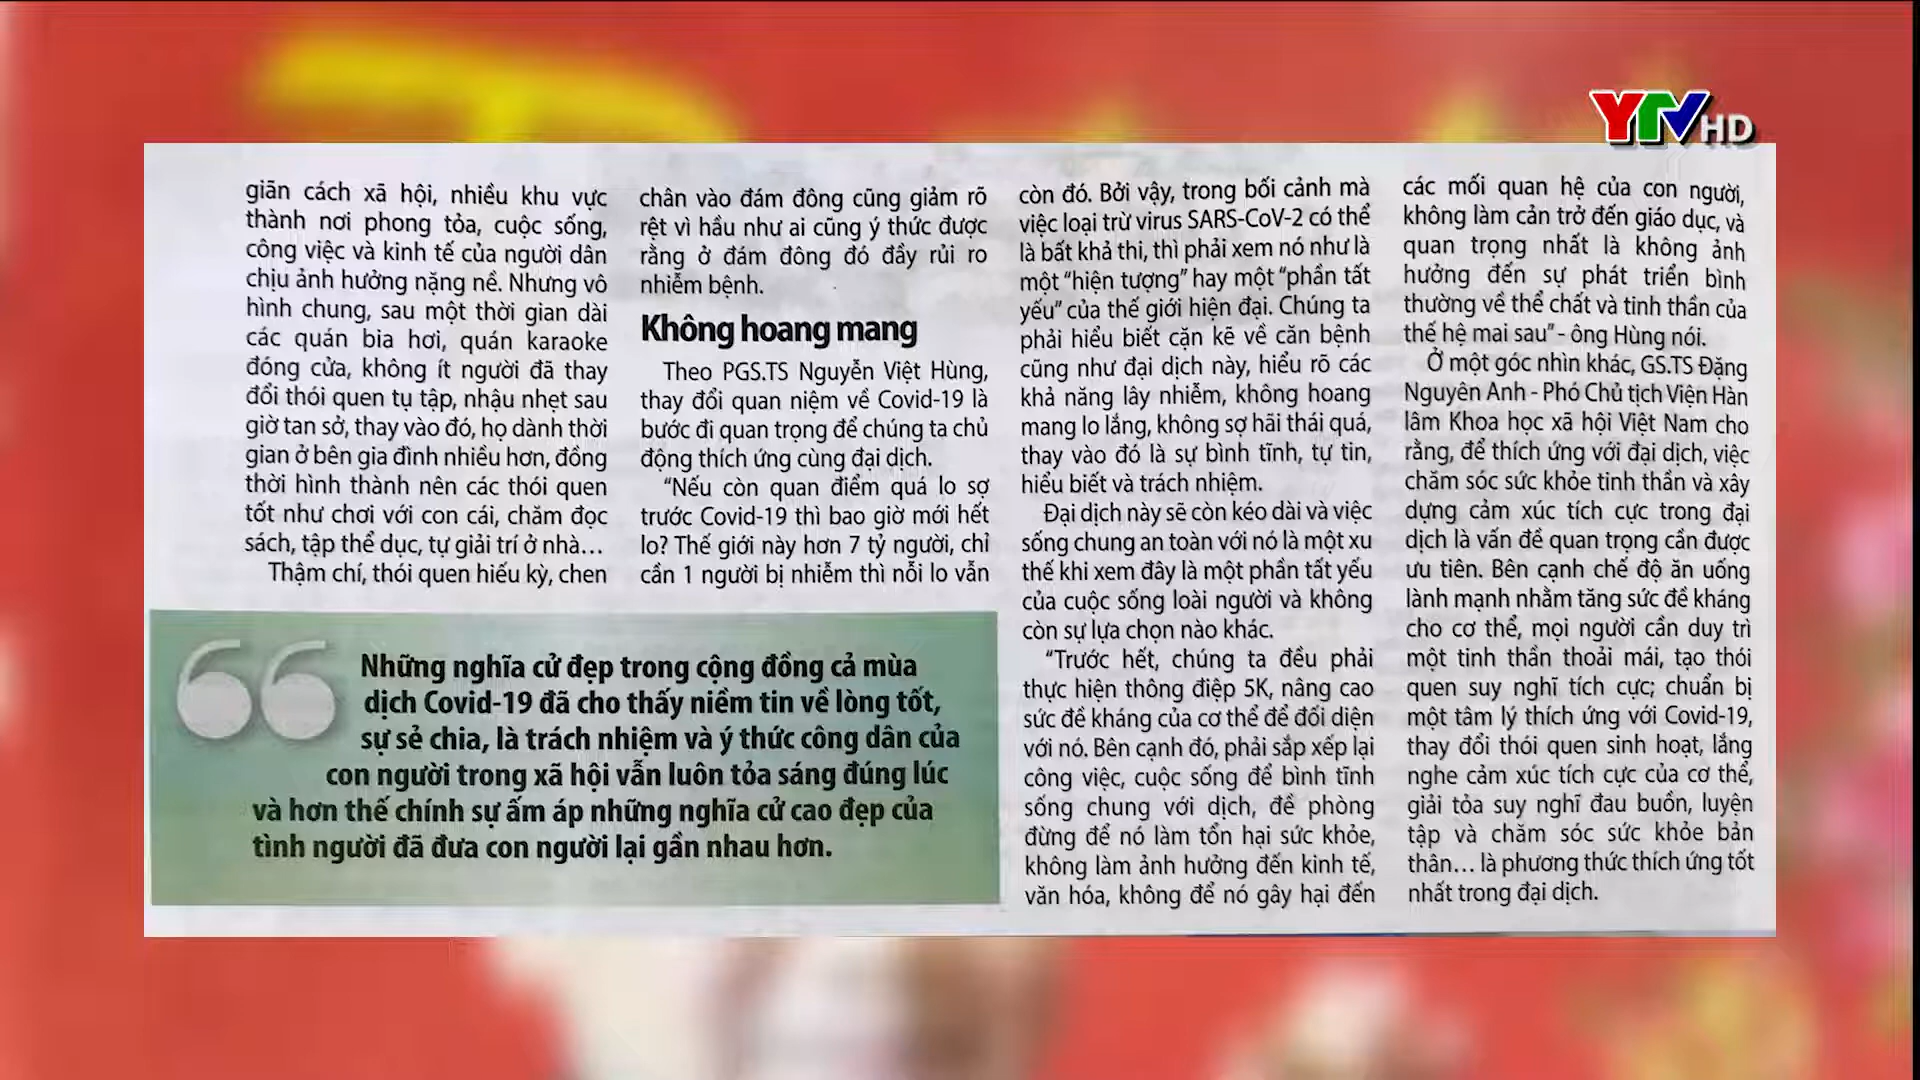 YTV HD
giãn cách xã hội, nhiều khu vực
thành nơi phong tỏa, cuộc sống,
công việc và kinh tế của người dân
chịu ảnh hưởng nặng nề. Nhưng vô
hình chung, sau một thời gian dài
các quán bia hơi, quán karaoke
đóng cửa, không ít người đã thay
đổi thói quen tụ tập, nhậu nhẹt sau
giờ tan sở, thay vào đó, họ dành thời
gian ở bên gia đình nhiều hơn, đồng
thời hình thành nên các thói quen
tốt như chơi với con cái, chăm đọc
sách, tập thể dục, tự giải trí ở nhà...
Thậm chí, thói quen hiếu kỳ, chen
chân vào đám đông cũng giảm rõ
rệt vì hầu như ai cũng ý thức được
rằng ở đám đông đó đầy rủi ro
nhiễm bệnh.
Không hoang mang
Theo PGS.TS Nguyễn Việt Hùng,
thay đổi quan niệm về Covid-19 là
bước đi quan trọng để chúng ta chủ
động thích ứng cùng đại dịch.
"Nếu còn quan điểm quá lo sợ
trước Covid-19 thì bao giờ mới hết
lo? Thế giới này hơn 7 tỷ người, chỉ
cần 1 người bị nhiễm thì nỗi lo vẫn
còn đó. Bởi vậy, trong bối cảnh mà
việc loại trừ virus SARS-CoV-2 có thể
là bất khả thi, thì phải xem nó như là
một "hiện tượng" hay một "phần tất
yếu" của thế giới hiện đại. Chúng ta
phải hiểu biết cặn kẽ về căn bệnh
cũng như đại dịch này, hiểu rõ các
khả năng lây nhiễm, không hoang
mang lo lắng, không sợ hãi thái quá,
thay vào đó là sự bình tĩnh, tự tin,
hiểu biết và trách nhiệm.
Đại dịch này sẽ còn kéo dài và việc
sống chung an toàn với nó là một xu
thế khi xem đây là một phần tất yếu
của cuộc sống loài người và không
còn sự lựa chọn nào khác.
"Trước hết, chúng ta đều phải
thực hiện thông điệp 5K, nâng cao
sức đề kháng của cơ thể để đối diện
với nó. Bên cạnh đó, phải sắp xếp lại
công việc, cuộc sống để bình tĩnh
sống chung với dịch, đề phòng
đừng để nó làm tổn hại sức khỏe,
không làm ảnh hưởng đến kinh tế,
văn hóa, không để nó gây hại đến
các mối quan hệ của con người,
không làm cản trở đến giáo dục, và
quan trọng nhất là không ảnh
hưởng đến sự phát triển bình
thường về thể chất và tinh thần của
thế hệ mai sau" - ông Hùng nói.
Ở một góc nhìn khác, GS.TS Đặng
Nguyên Anh - Phó Chủ tịch Viện Hàn
lâm Khoa học xã hội Việt Nam cho
rằng, để thích ứng với đại dịch, việc
chăm sóc sức khỏe tinh thần và xây
dựng cảm xúc tích cực trong đại
dịch là vấn đề quan trọng cần được
ưu tiên. Bên cạnh chế độ ăn uống
lành mạnh nhằm tăng sức đề kháng
cho cơ thể, mọi người cần duy trì
một tinh thần thoải mái, tạo thói
quen suy nghĩ tích cực; chuẩn bị
một tâm lý thích ứng với Covid-19,
thay đổi thói quen sinh hoạt, lắng
nghe cảm xúc tích cực của cơ thể,
giải tỏa suy nghĩ đau buồn, luyện
tập và chăm sóc sức khỏe bản
thân... là phương thức thích ứng tốt
nhất trong đại dịch.
“ Những nghĩa cử đẹp trong cộng đồng cả mùa
dịch Covid-19 đã cho thấy niềm tin về lòng tốt,
sự sẻ chia, là trách nhiệm và ý thức công dân của
con người trong xã hội vẫn luôn tỏa sáng đúng lúc
và hơn thế chính sự ấm áp những nghĩa cử cao đẹp của
tình người đã đưa con người lại gần nhau hơn.